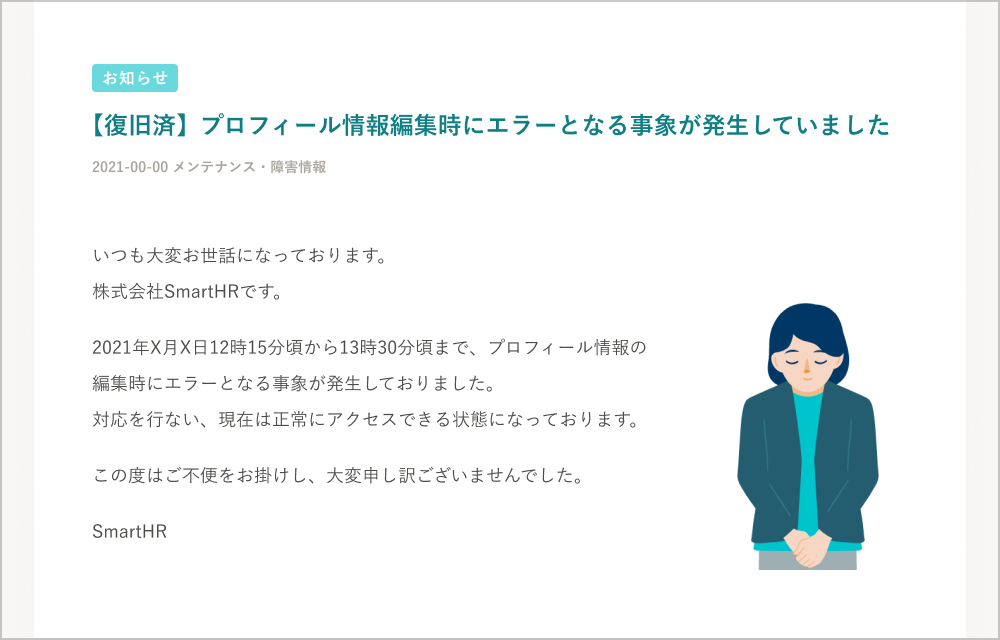 お知らせ
【復旧済】プロフィール情報編集時にエラーとなる事象が発生していました
2021-00-00 メンテナンス・障害情報
いつも大変お世話になっております。
株式会社SmartHRです。
2021年X月X日12時15分頃から13時30分頃まで、プロフィール情報の
編集時にエラーとなる事象が発生しておりました。
対応を行ない、現在は正常にアクセスできる状態になっております。
この度はご不便をお掛けし、大変申し訳ございませんでした。
SmartHR